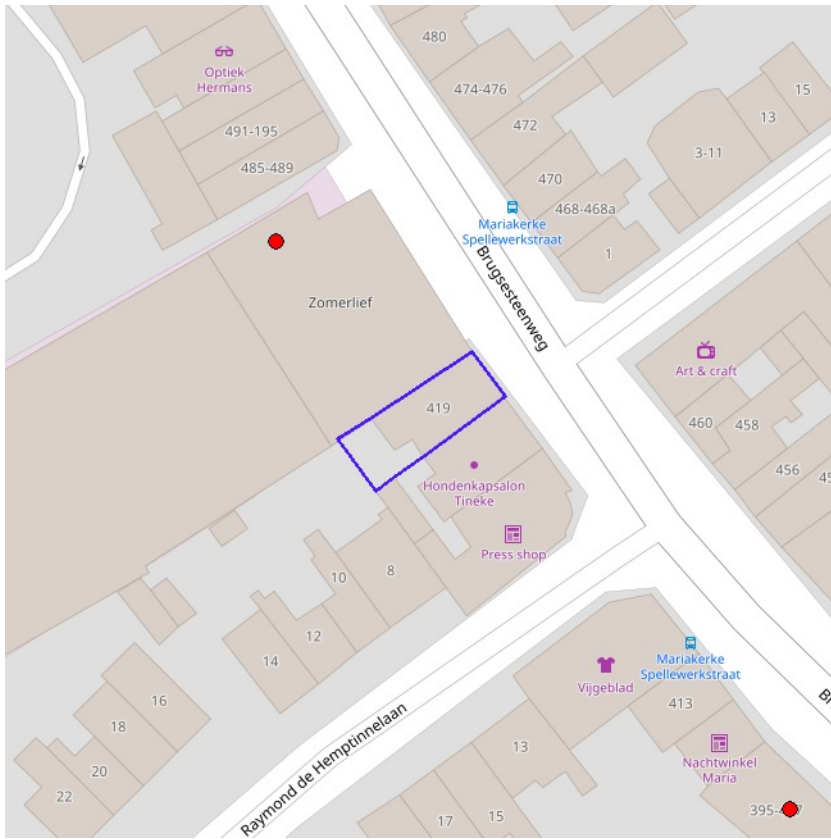 480
Optiek
Hermans
474-476
15
13
491-195
472
3-11
485-489
470
468-468a
Mariakerke
Spellewerkstraat
1
Brugsesteenweg
Zomerlief
Art & craft
419
460
458
456
Hondenkapsalon
Tineke
Press shop
10
8
12
14
Mariakerke
Spellewerkstraat
Vijgeblad
16
413
18
13
Raymond de Hemptinnelaan
Nachtwinkel
Maria
20
22
17
15